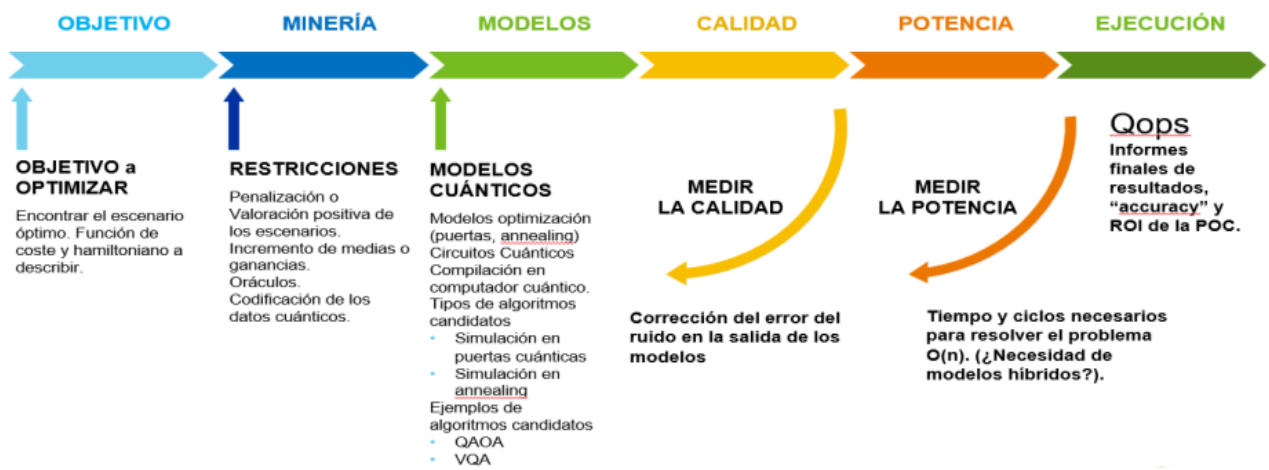 OBJETIVO
MINERÍA
MODELOS
CALIDAD
POTENCIA
EJECUCIÓN
OBJETIVO a
OPTIMIZAR
Encontrar el escenario
óptimo. Función de
coste y hamiltoniano a
describir.
RESTRICCIONES
Penalización o
Valoración positiva de
los escenarios.
Incremento de medias o
ganancias.
Oráculos.
Codificación de los
datos cuánticos.
MODELOS
CUÁNTICOS
Modelos optimización
(puertas, annealing)
Circuitos Cuánticos
Compilación en
computador cuántico.
Tipos de algoritmos
candidatos
• Simulación en
puertas cuánticas
• Simulación en
annealing
Ejemplos de
algoritmos candidatos
• QAOA
• VQA
MEDIR
LA CALIDAD
Corrección del error del
ruido en la salida de los
modelos
MEDIR
LA POTENCIA
Tiempo y ciclos necesarios
para resolver el problema
O(n). (¿Necesidad de
modelos híbridos?).
Qops
Informes
finales de
resultados,
“accuracy” y
ROI de la POC.